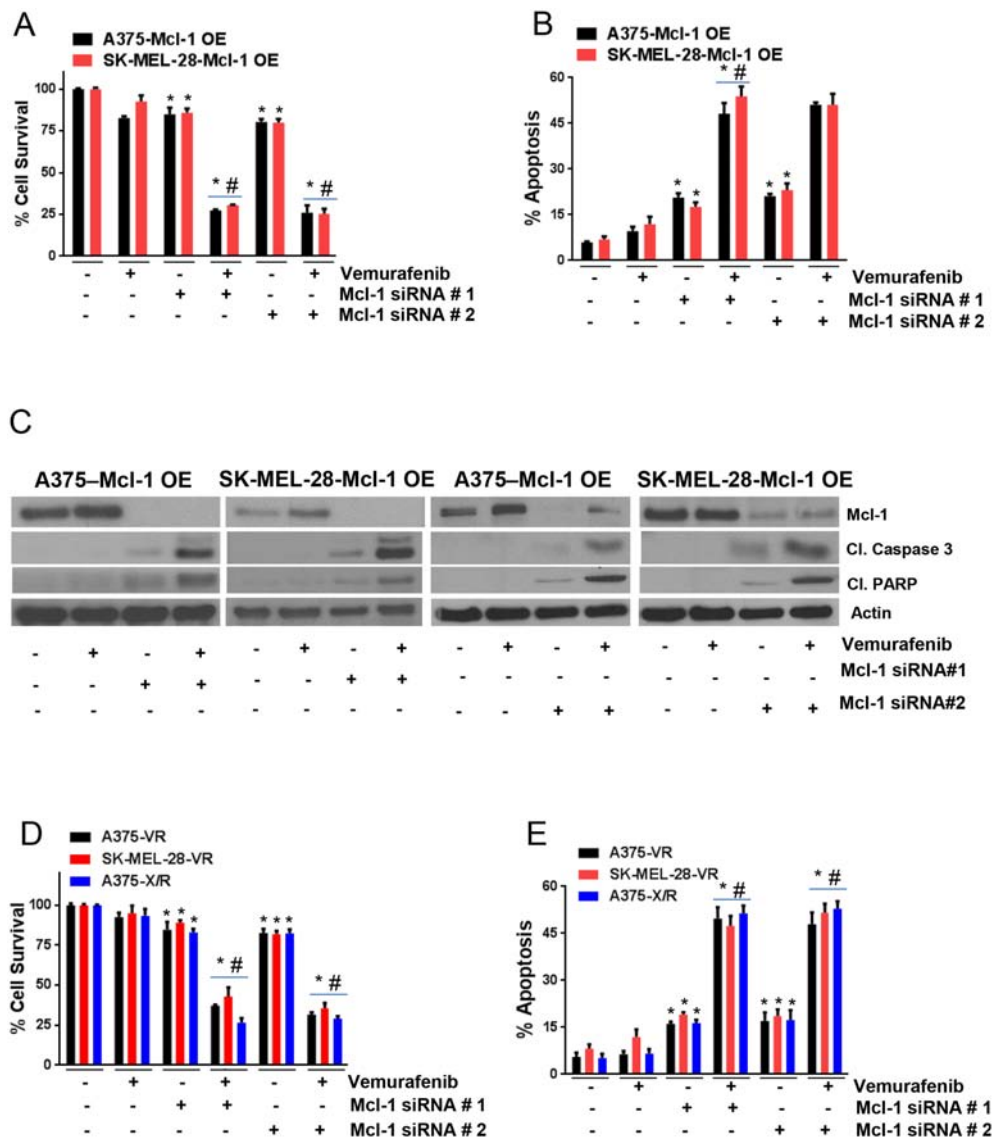 A
A375-Mcl-1 OE
SK-MEL-28-Mcl-1 OE
% Cell Survival
100
75
50
25
0
* * * # * * * #
- + - + - + Vemurafenib
- - + + - - Mcl-1 siRNA # 1
- - - - + + Mcl-1 siRNA # 2
B
A375-Mcl-1 OE
SK-MEL-28-Mcl-1 OE
% Apoptosis
60
45
30
15
0
* * * # * *
- + - + - + Vemurafenib
- - + + - - Mcl-1 siRNA # 1
- - - - + + Mcl-1 siRNA # 2
C
A375–Mcl-1 OE SK-MEL-28-Mcl-1 OE A375–Mcl-1 OE SK-MEL-28-Mcl-1 OE
Mcl-1
Cl. Caspase 3
Cl. PARP
Actin
- + - + - + - + - + - + - + - + Vemurafenib
- - + + - - + + - - - - - - - - Mcl-1 siRNA#1
- - - - - - - - - - + + - - + + Mcl-1 siRNA#2
D
A375-VR
SK-MEL-28-VR
A375-X/R
% Cell Survival
100
75
50
25
0
* * * * # * * * * #
- + - + - + Vemurafenib
- - + + - - Mcl-1 siRNA # 1
- - - - + + Mcl-1 siRNA # 2
E
A375-VR
SK-MEL-28-VR
A375-X/R
% Apoptosis
60
45
30
15
0
* * * * # * * * * #
- + - + - + Vemurafenib
- - + + - - Mcl-1 siRNA # 1
- - - - + + Mcl-1 siRNA # 2